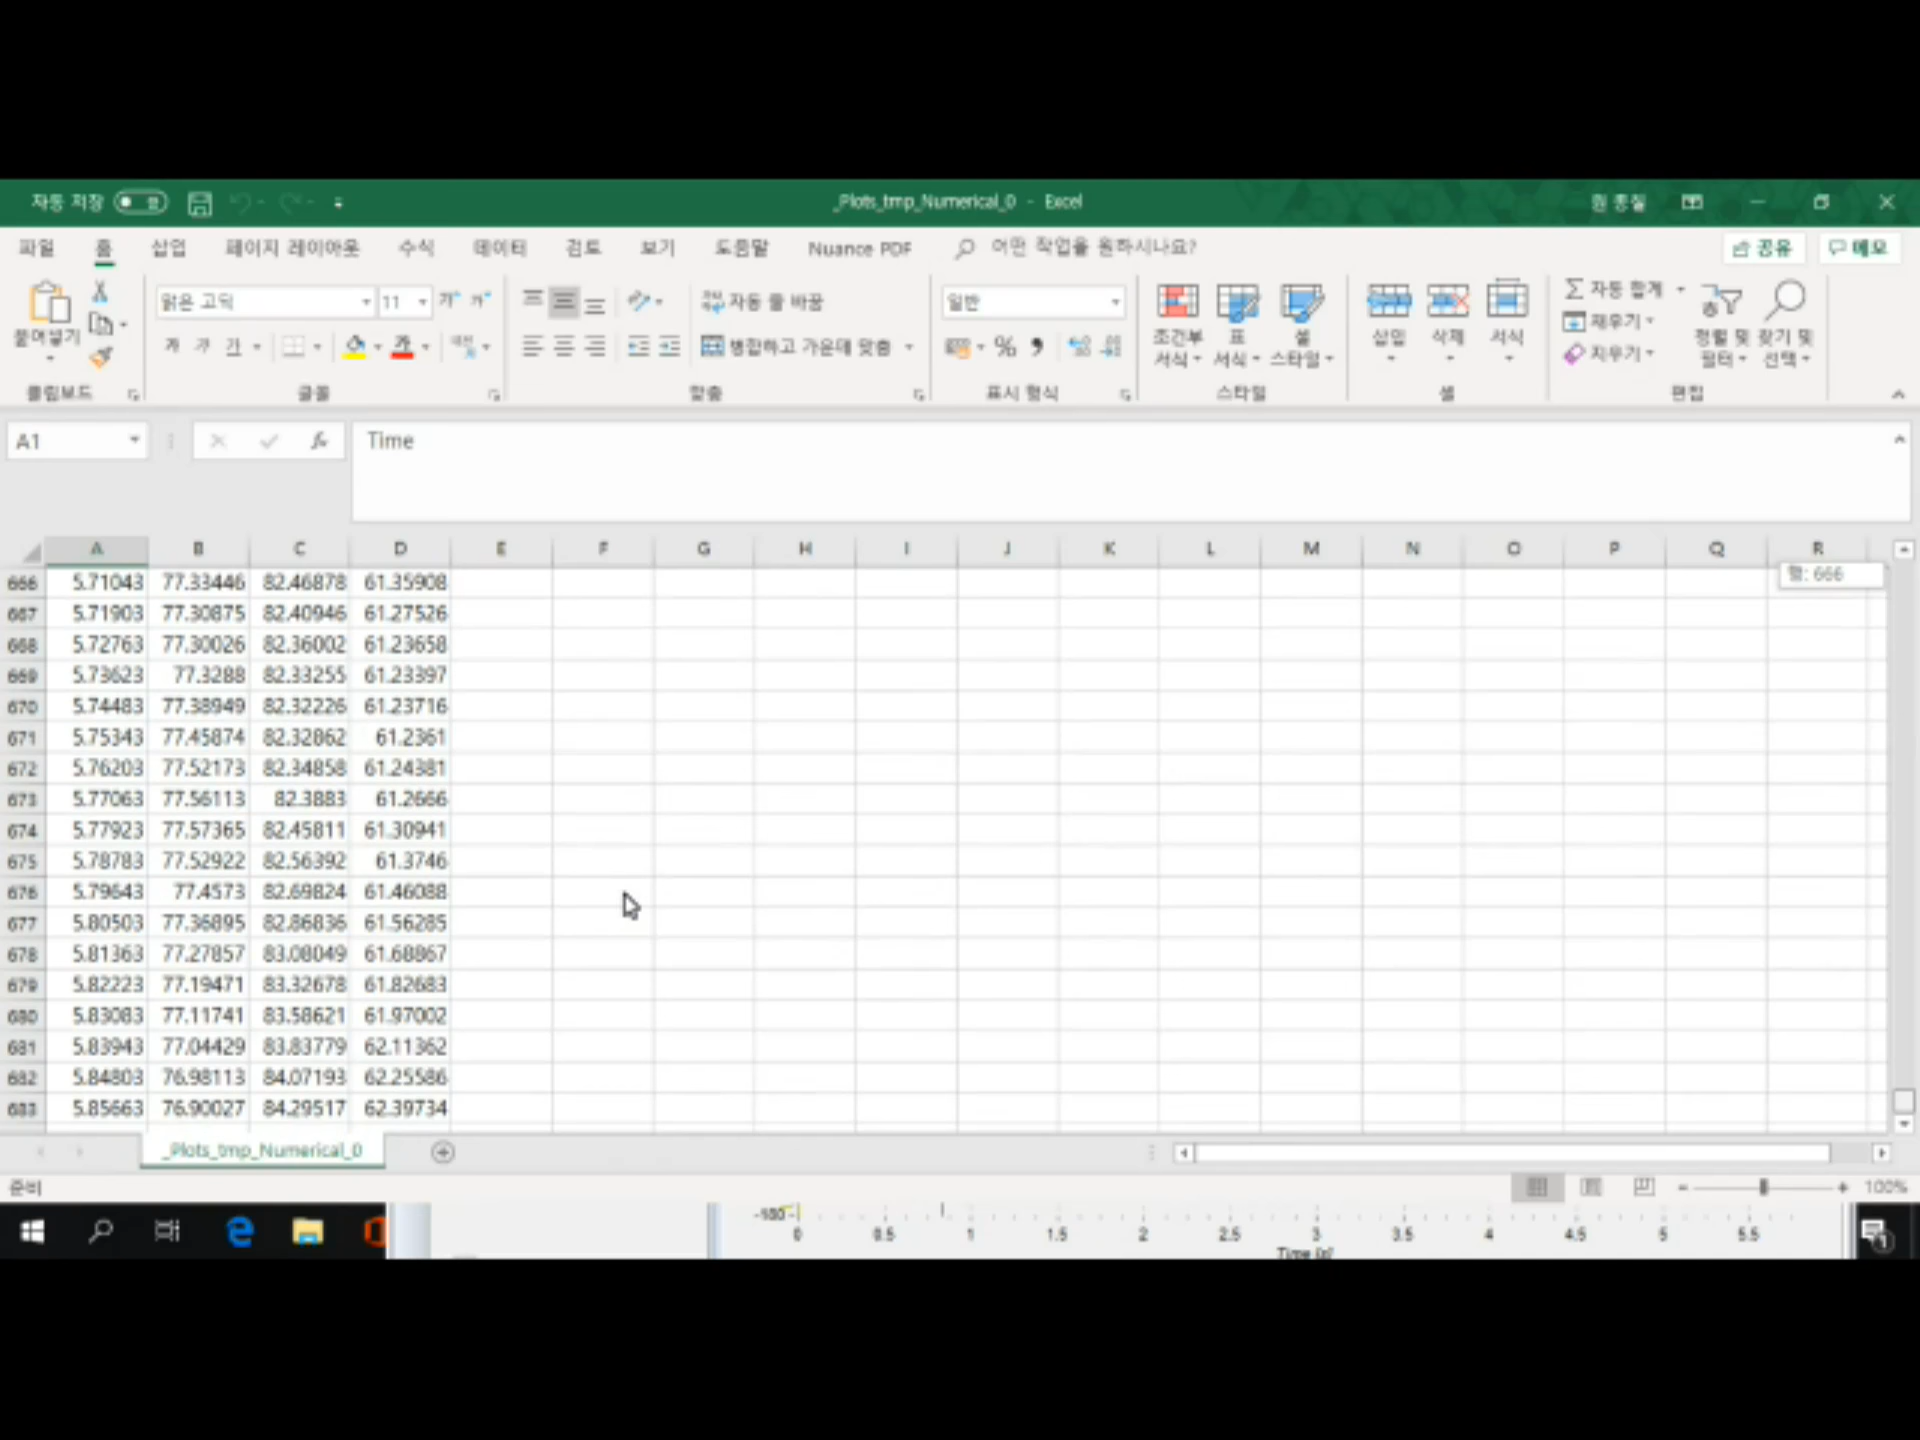 자동 저장 _Plots_tmp_Numerical_0 - Excel 원 종필
파일 홈 삽입 페이지 레이아웃 수식 데이터 검토 보기 도움말 Nuance PDF 어떤 작업을 원하시나요? 공유 메모
붙여넣기 맑은 고딕 11 가 가 가 자동 줄 바꿈 병합하고 가운데 맞춤 일반 % 조건부 서식 표 서식 셀 스타일 삽입 삭제 서식 자동 합계 채우기 지우기 정렬 및 필터 찾기 및 선택
클립보드 글꼴 맞춤 표시 형식 스타일 셀 편집
A1 fx Time
A B C D E F G H I J K L M N O P Q R
행: 666
666 5.71043 77.33446 82.46878 61.35908
667 5.71903 77.30875 82.40946 61.27526
668 5.72763 77.30026 82.36002 61.23658
669 5.73623 77.3288 82.33255 61.23397
670 5.74483 77.38949 82.32226 61.23716
671 5.75343 77.45874 82.32862 61.2361
672 5.76203 77.52173 82.34858 61.24381
673 5.77063 77.56113 82.3883 61.2666
674 5.77923 77.57365 82.45811 61.30941
675 5.78783 77.52922 82.56392 61.3746
676 5.79643 77.4573 82.69824 61.46088
677 5.80503 77.36895 82.86836 61.56285
678 5.81363 77.27857 83.08049 61.68867
679 5.82223 77.19471 83.32678 61.82683
680 5.83083 77.11741 83.58621 61.97002
681 5.83943 77.04429 83.83779 62.11362
682 5.84803 76.98113 84.07193 62.25586
683 5.85663 76.90027 84.29517 62.39734
_Plots_tmp_Numerical_0
준비 100%
-180
0 0.5 1 1.5 2 2.5 3 3.5 4 4.5 5 5.5
Time [s]